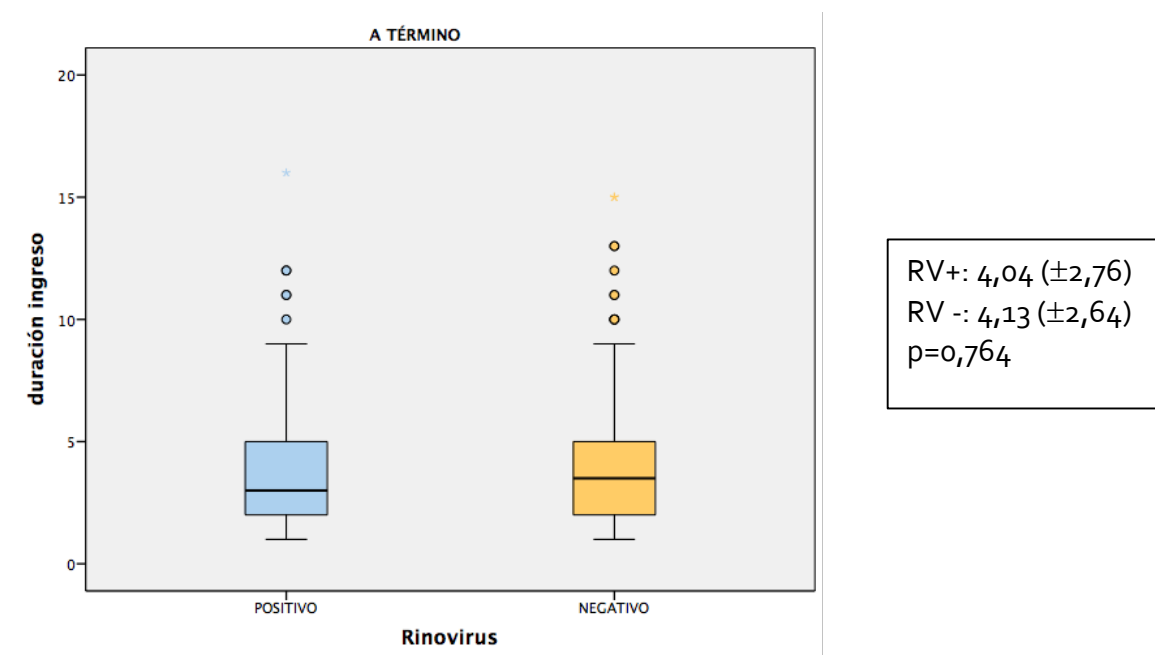 A TÉRMINO
20
15
10
5
0
duración ingreso
POSITIVO
NEGATIVO
Rinovirus
RV+: 4,04 (±2,76)
RV -: 4,13 (±2,64)
p=0,764